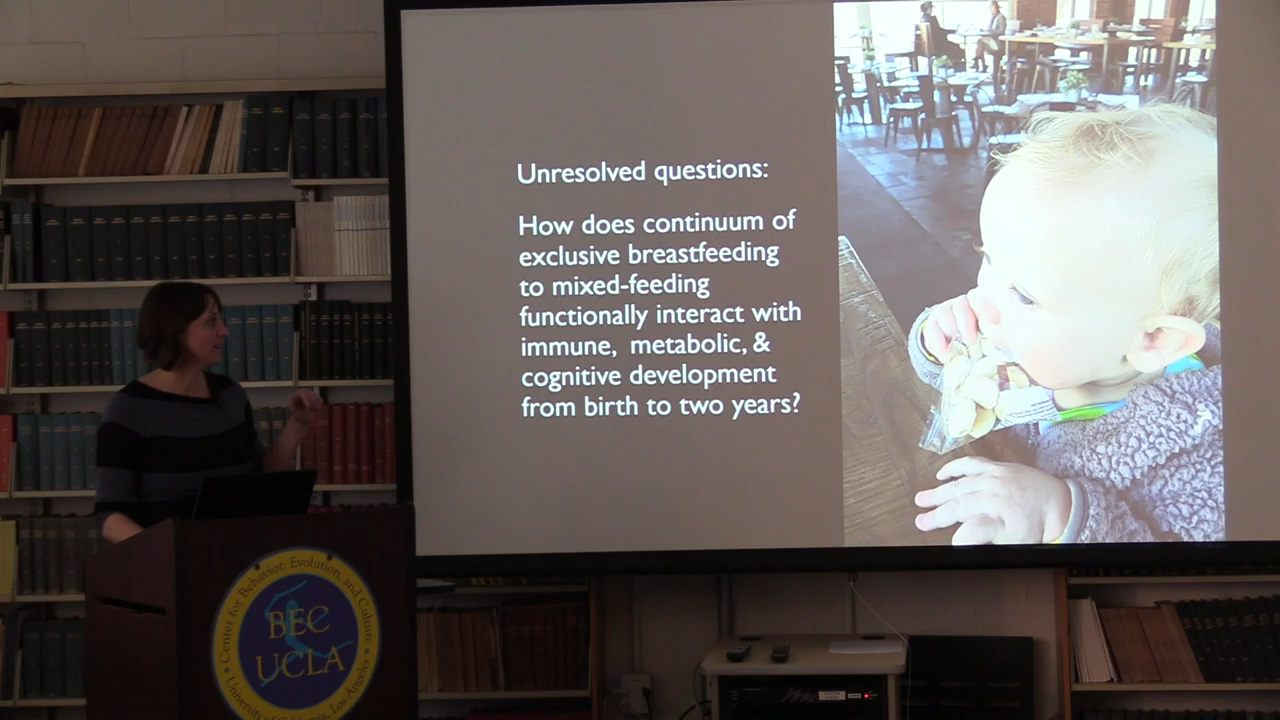 Unresolved questions:
How does continuum of
exclusive breastfeeding
to mixed-feeding
functionally interact with
immune, metabolic, &
cognitive development
from birth to two years?
Center for Behavior, Evolution, and Culture
BEC
UCLA
University of California, Los Angeles